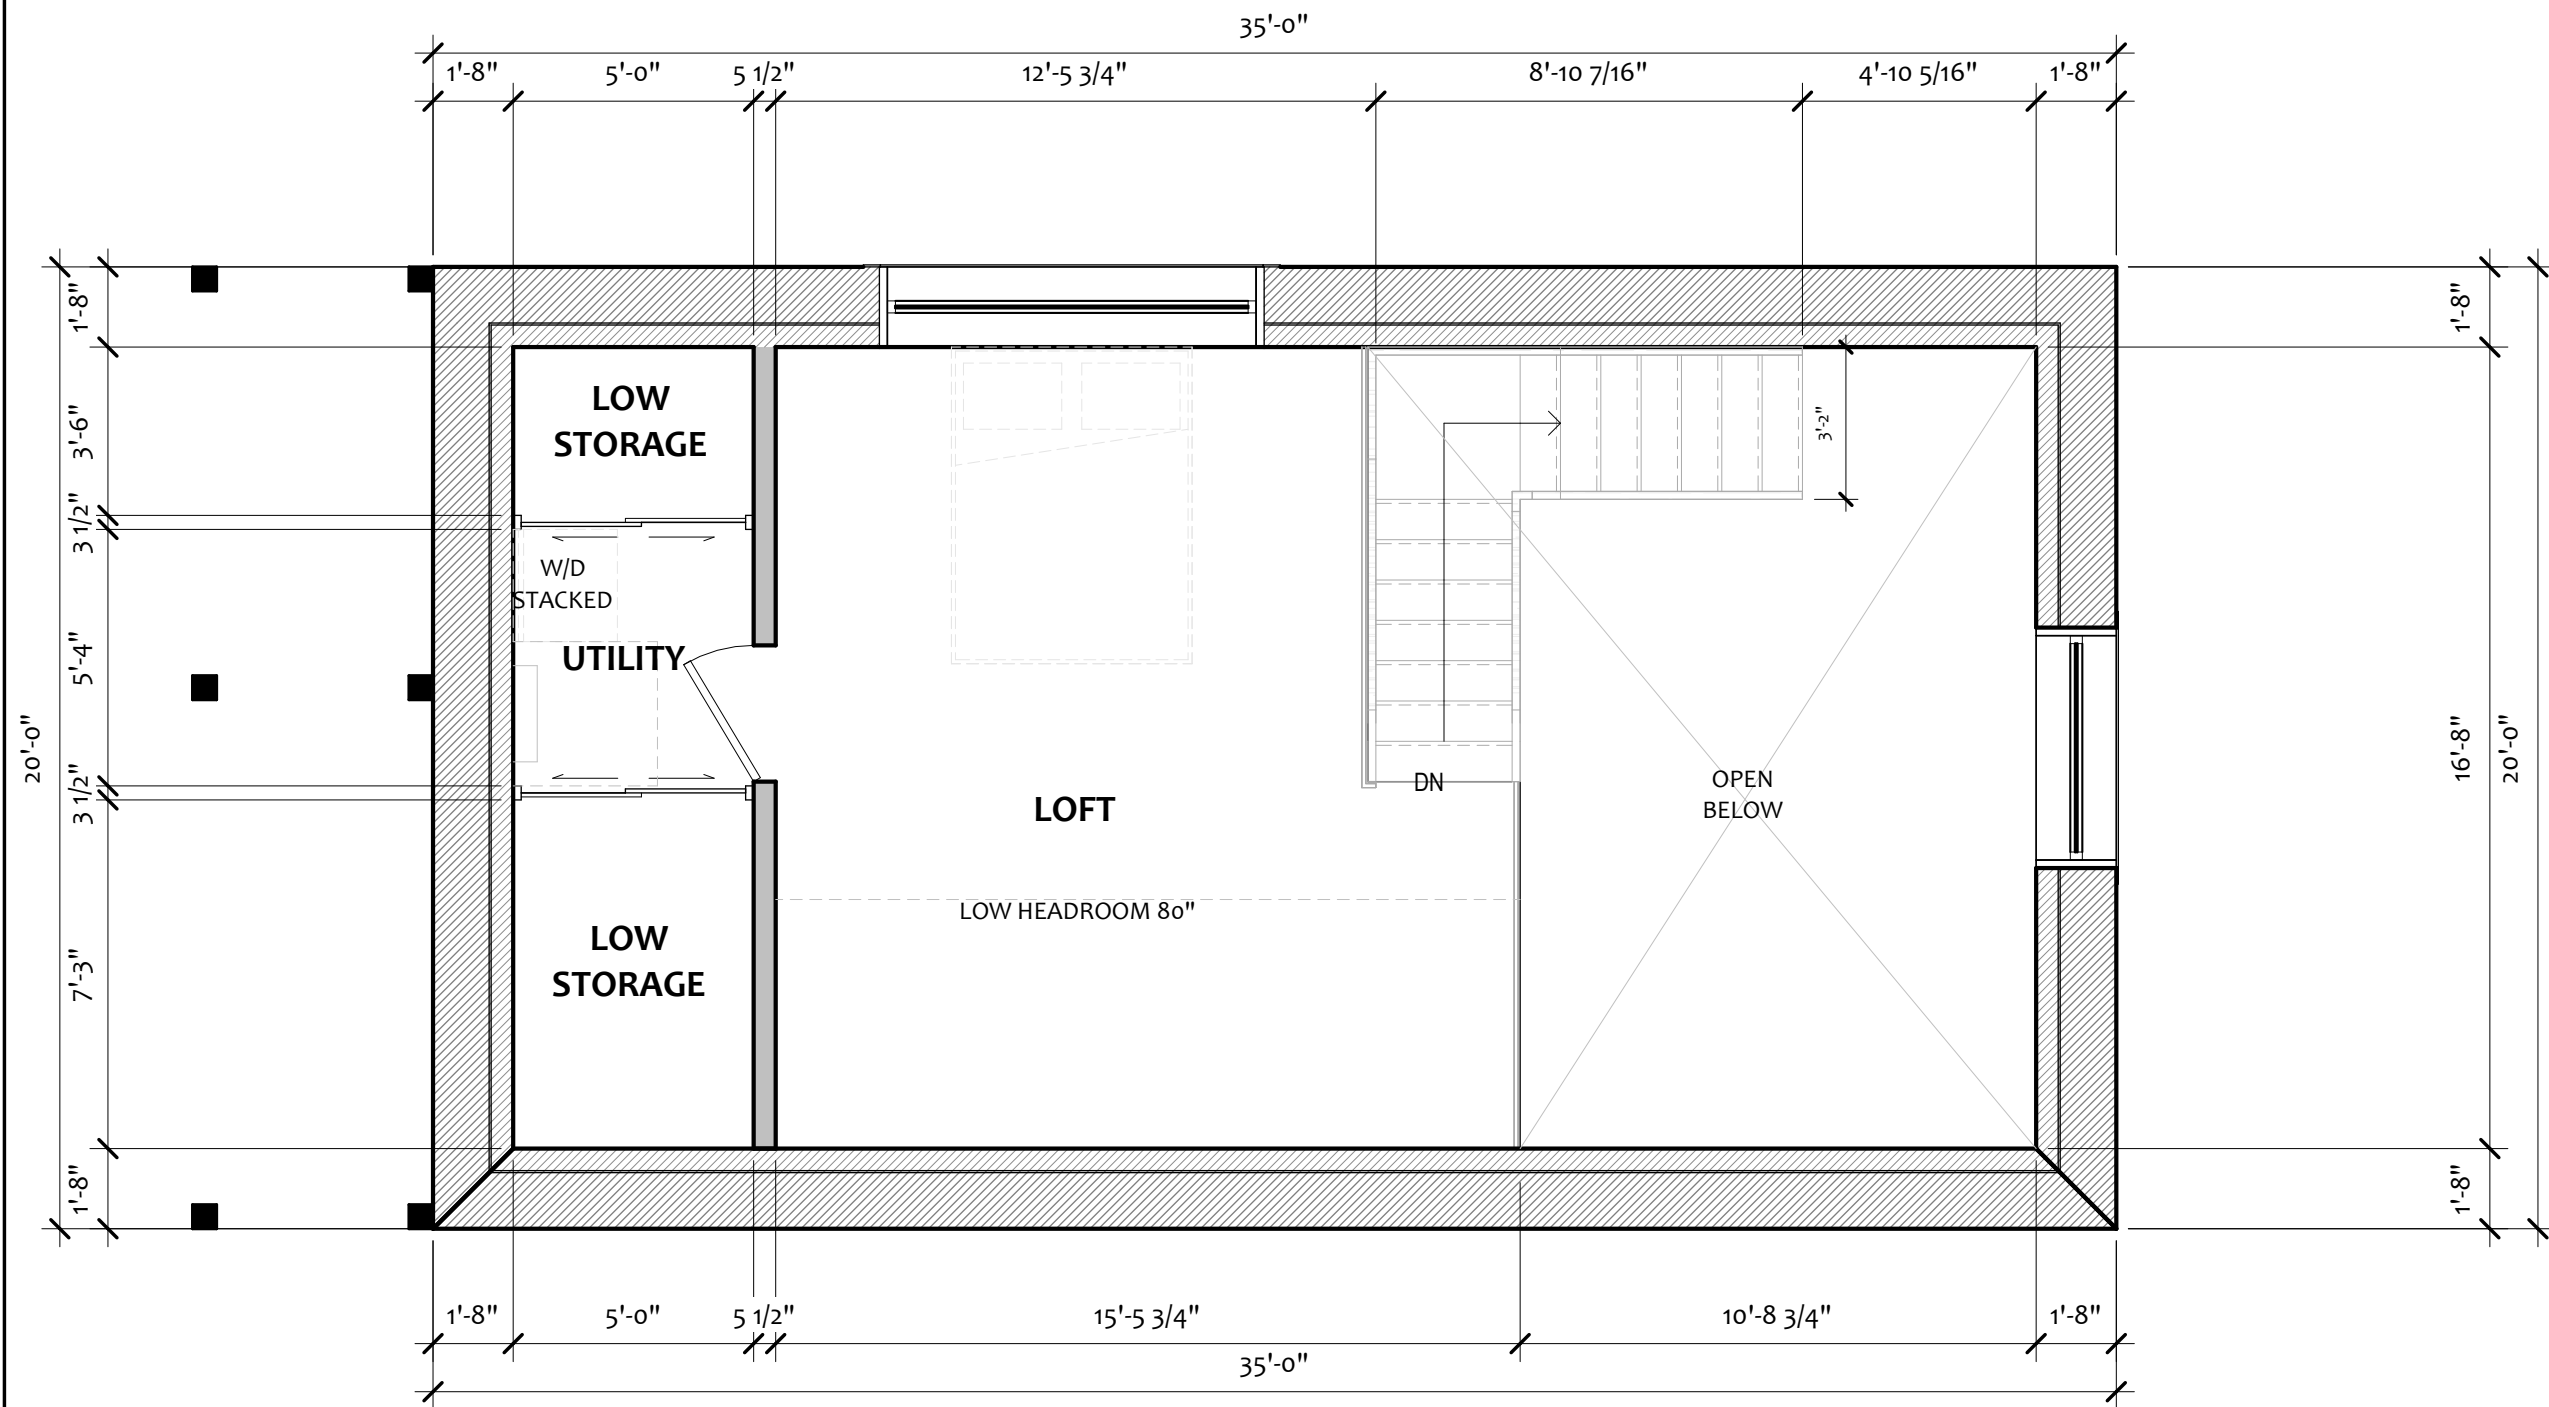 35'-0"
1'-8"
5'-0"
5 1/2"
12'-5 3/4"
8'-10 7/16"
4'-10 5/16"
1'-8"
20'-0"
1'-8"
3'-6"
3 1/2"
5'-4"
3 1/2"
7'-3"
1'-8"
LOW
STORAGE
W/D
STACKED
UTILITY
LOW
STORAGE
LOFT
LOW HEADROOM 80"
DN
3'-2"
OPEN
BELOW
1'-8"
16'-8"
1'-8"
20'-0"
1'-8"
5'-0"
5 1/2"
15'-5 3/4"
10'-8 3/4"
1'-8"
35'-0"